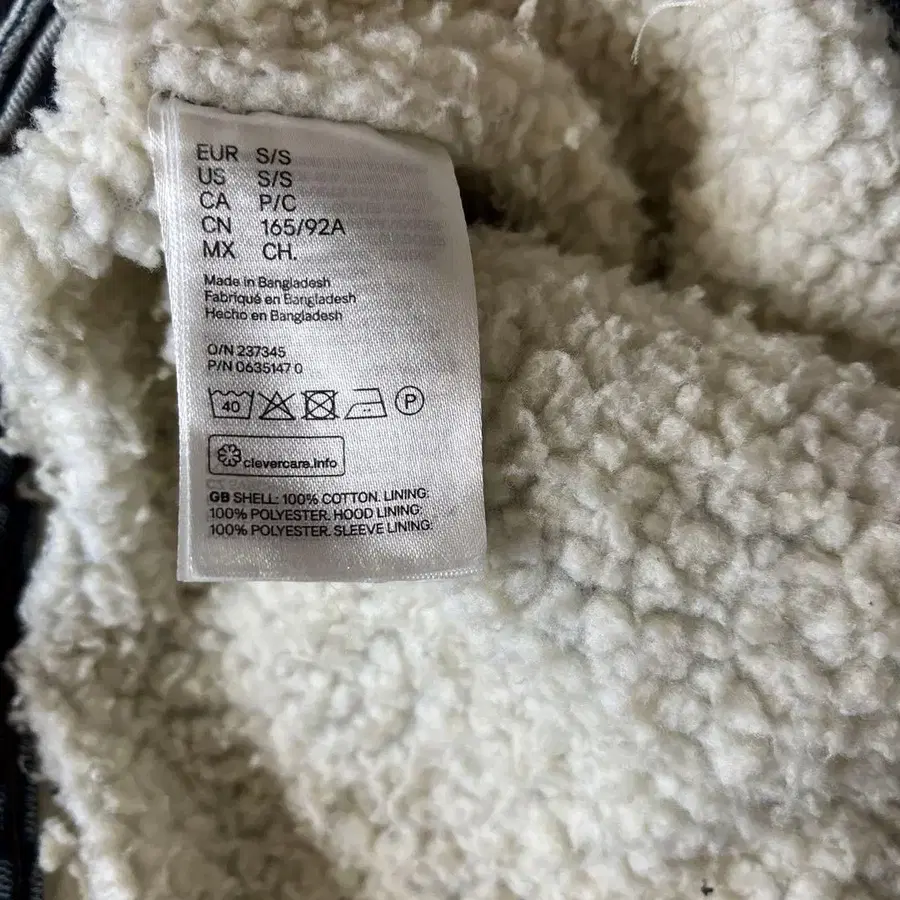 EUR S/S
US S/S
CA P/C
CN 165/92A
MX CH.
Made in Bangladesh
Fabriqué en Bangladesh
Hecho en Bangladesh
O/N 237345
P/N 0635147 0
40 P
clevercare.info
GB SHELL: 100% COTTON. LINING:
100% POLYESTER. HOOD LINING:
100% POLYESTER. SLEEVE LINING: